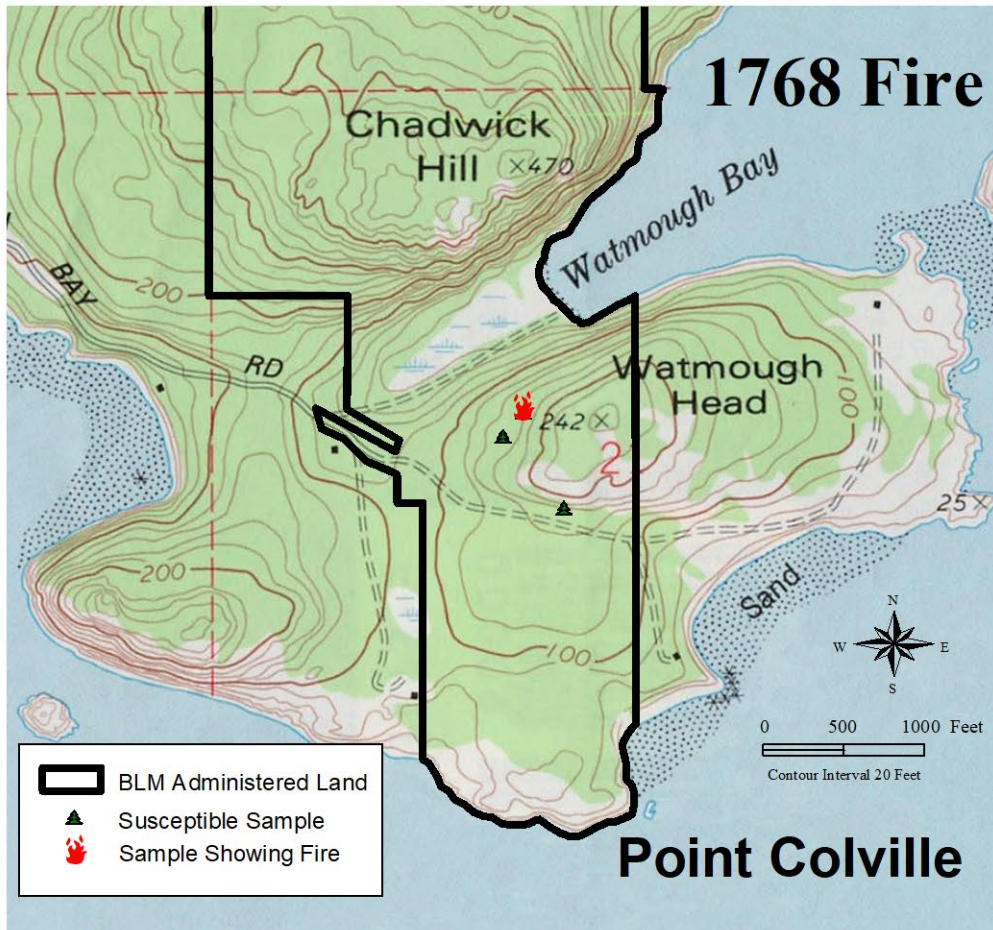 1768 Fire
Chadwick
Hill
×470
Watmough Bay
BAY
200
RD
Watmough
Head
242 ×
2
100
25 ×
200
Sand
100
N
W
E
S
0 500 1000 Feet
Contour Interval 20 Feet
BLM Administered Land
Susceptible Sample
Sample Showing Fire
Point Colville